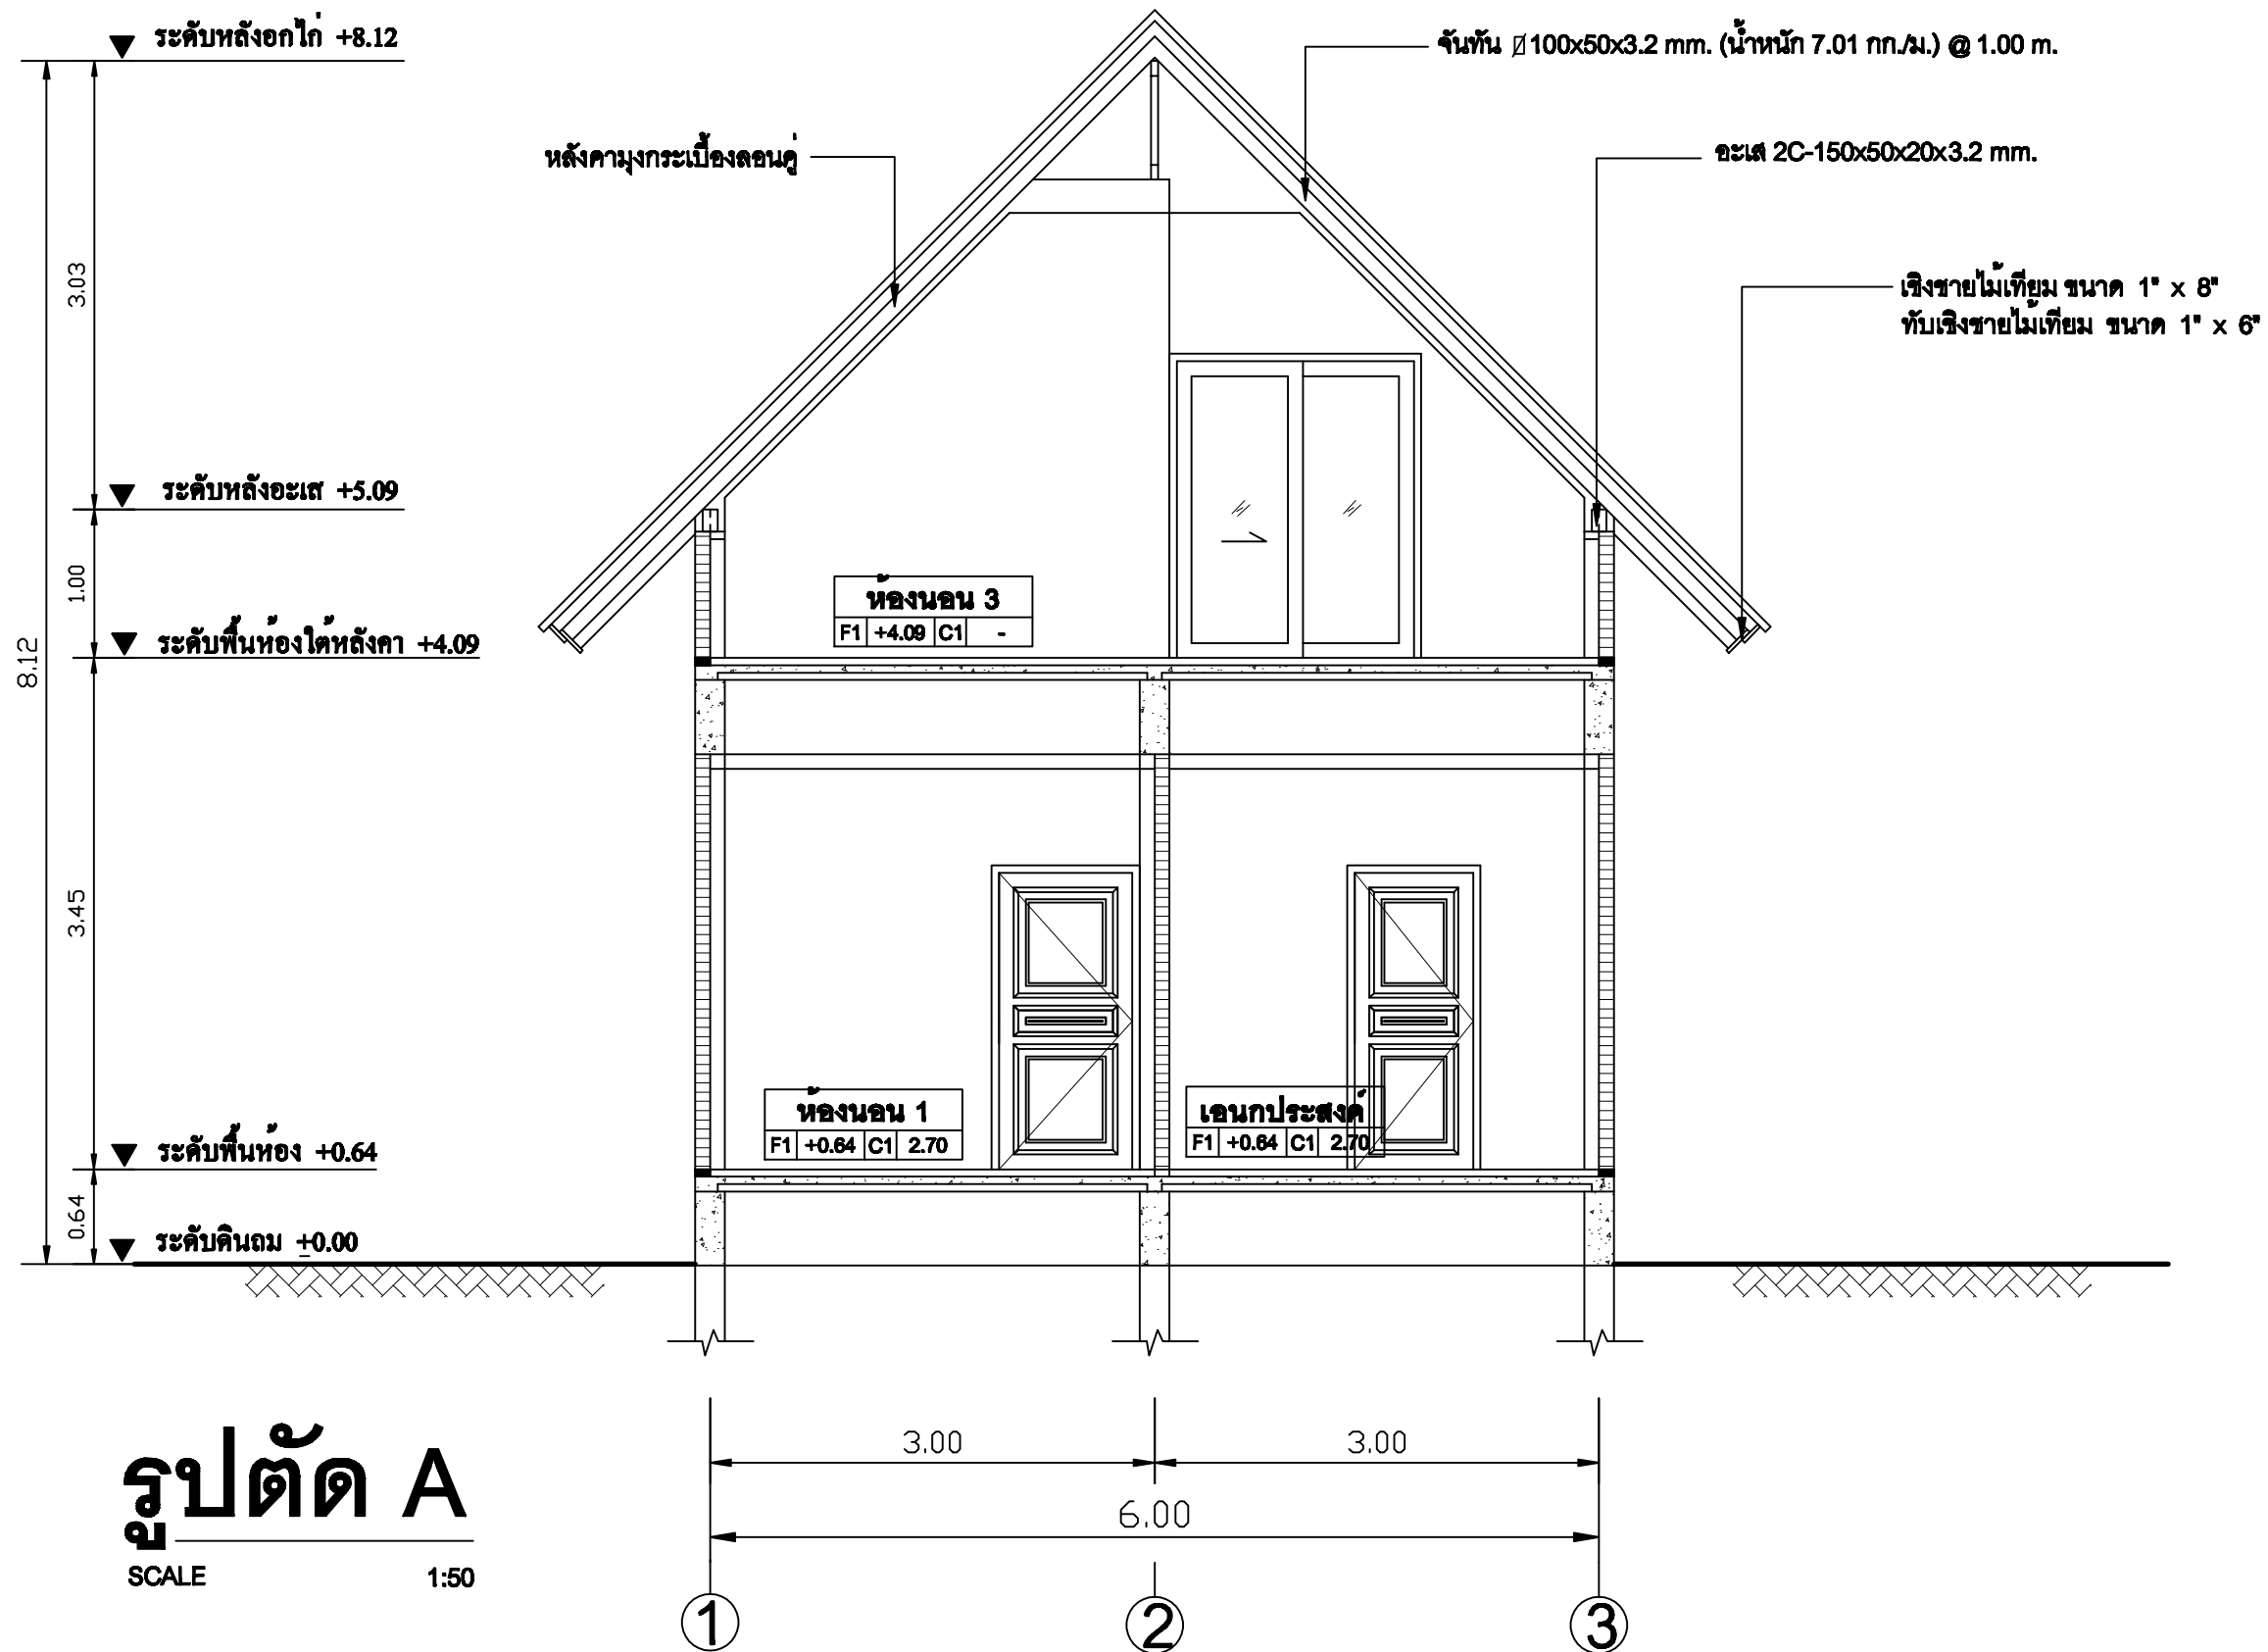 ระดับหลังอกไก่ +8.12
จันทัน ⌷100x50x3.2 mm. (น้ำหนัก 7.01 กก./ม.) @ 1.00 m.
หลังคามุงกระเบื้องลอนคู่
อะเส 2C-150x50x20x3.2 mm.
3.03
เชิงชายไม้เทียม ขนาด 1" x 8"
ทับเชิงชายไม้เทียม ขนาด 1" x 6"
ระดับหลังอะเส +5.09
1.00
ห้องนอน 3
F1 +4.09 C1 -
ระดับพื้นห้องใต้หลังคา +4.09
8.12
3.45
ห้องนอน 1
F1 +0.64 C1 2.70
เอนกประสงค์
F1 +0.64 C1 2.70
ระดับพื้นห้อง +0.64
0.64
ระดับดินถม ±0.00
3.00 3.00
6.00
รูปตัด A
SCALE 1:50
1 2 3